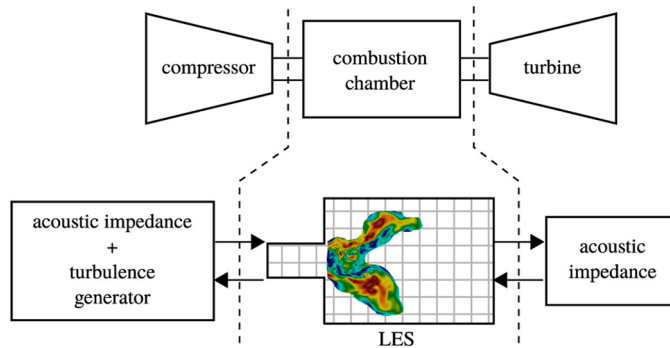 compressor
combustion
chamber
turbine
acoustic impedance
+
turbulence
generator
acoustic
impedance
LES